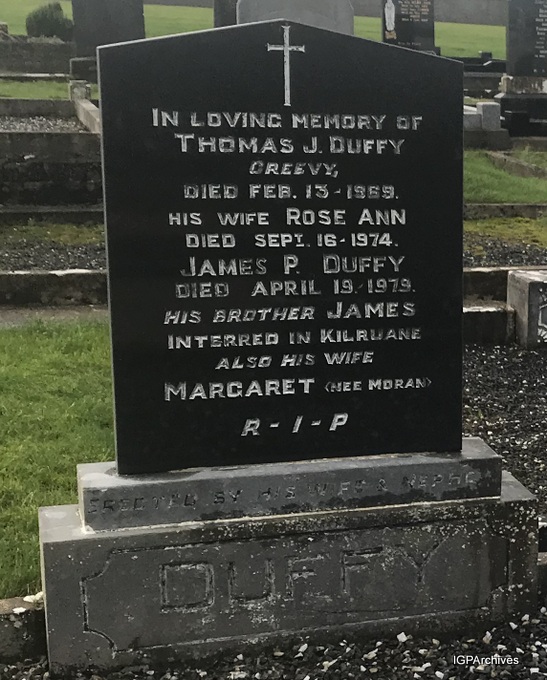 IN LOVING MEMORY OF
THOMAS J. DUFFY
GREEVY,
DIED FEB. 13-1969.
HIS WIFE ROSE ANN
DIED SEPT. 16-1974.
JAMES P. DUFFY
DIED APRIL 19-1979.
HIS BROTHER JAMES
INTERRED IN KILRUANE
ALSO HIS WIFE
MARGARET (NEE MORAN)
R-I-P
ERECTED BY HIS WIFE &
DUFFY
IGPArchives